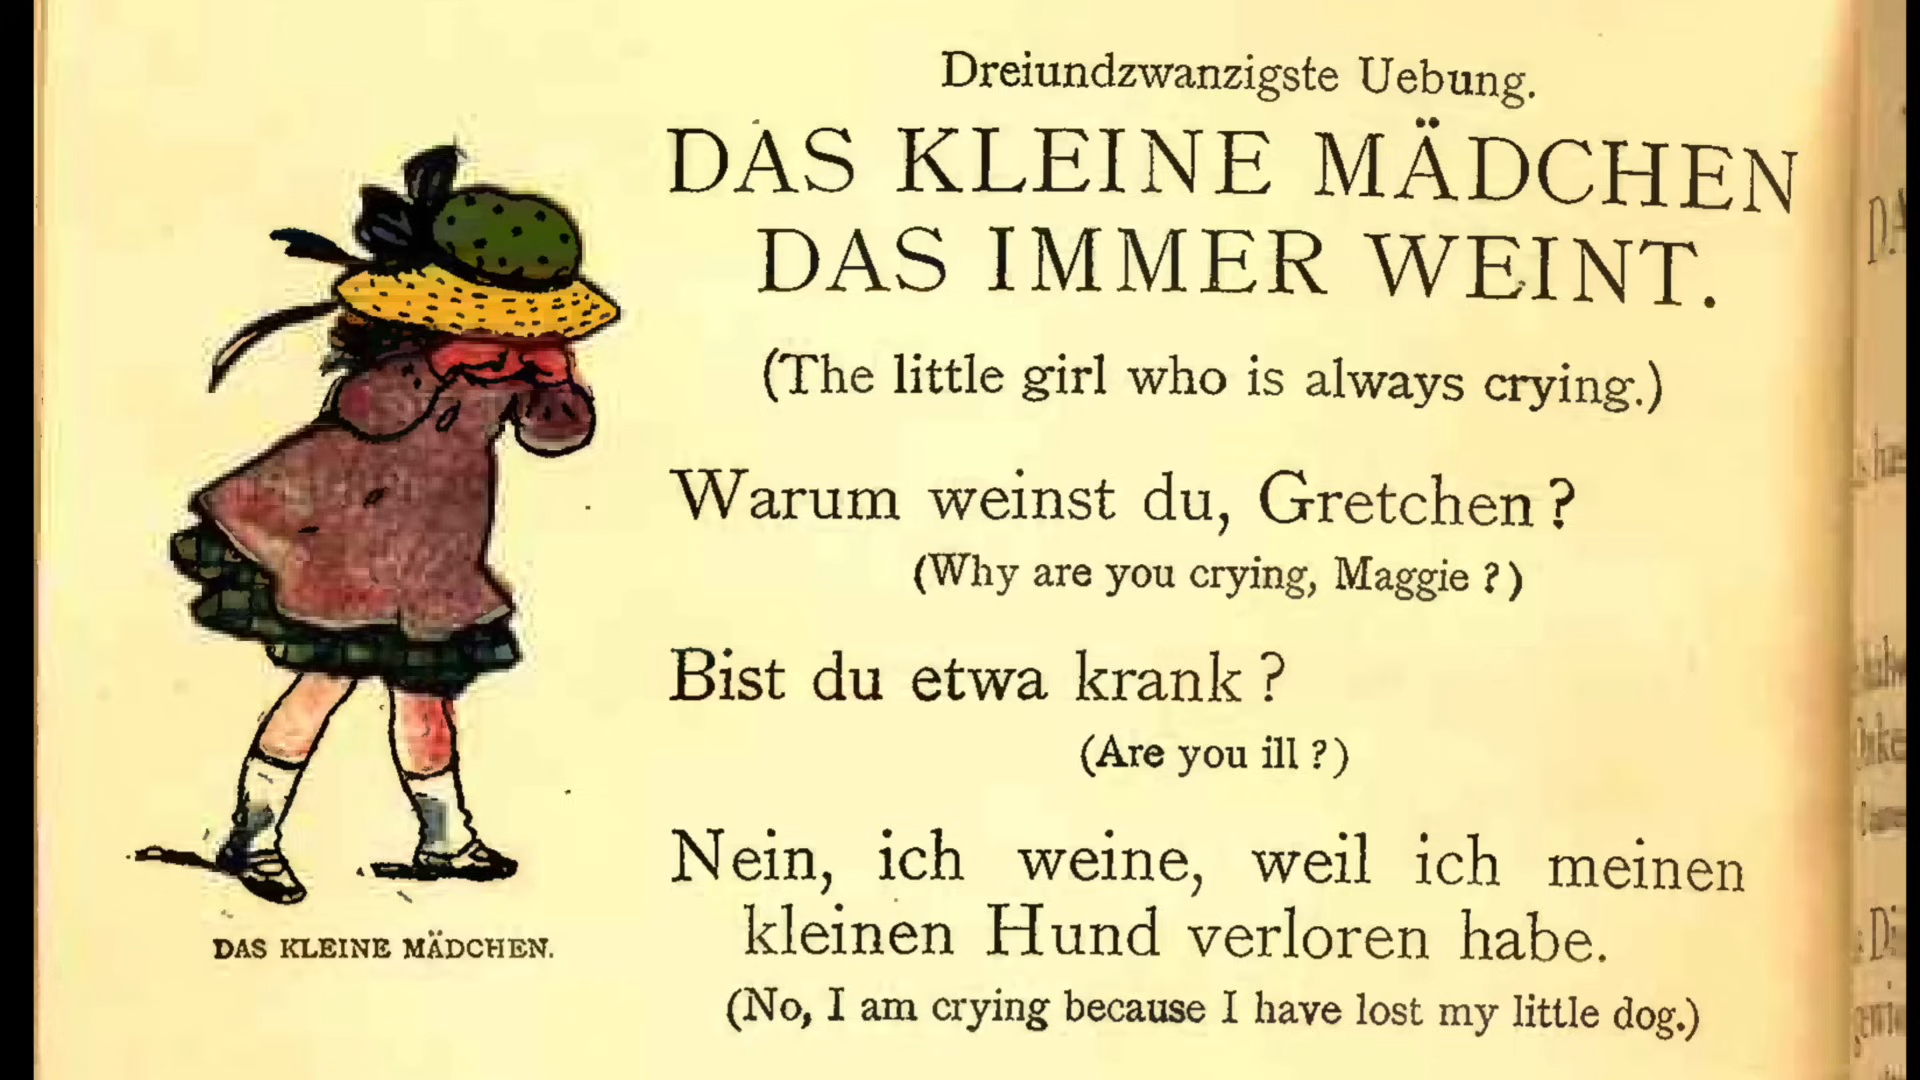 Dreiundzwanzigste Uebung.
DAS KLEINE MÄDCHEN
DAS IMMER WEINT.
(The little girl who is always crying.)
Warum weinst du, Gretchen?
(Why are you crying, Maggie?)
Bist du etwa krank?
(Are you ill?)
Nein, ich weine, weil ich meinen
kleinen Hund verloren habe.
(No, I am crying because I have lost my little dog.)
DAS KLEINE MÄDCHEN.